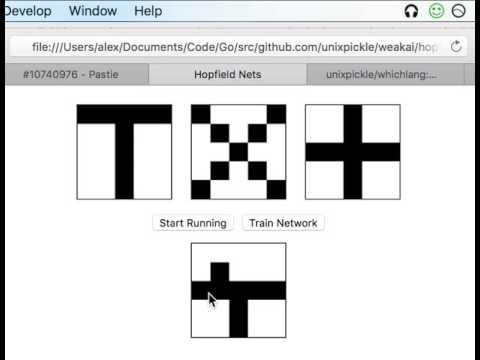 Develop Window Help
file:///Users/alex/Documents/Code/Go/src/github.com/unixpickle/weakai/hop
#10740976 - Pastie Hopfield Nets unixpickle/whichlang:...
Start Running Train Network